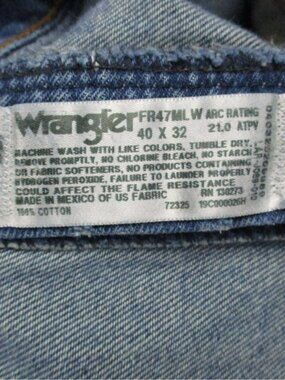 Wrangler FR47MLW ARC RATING
40 X 32 21.0 ATPV
MACHINE WASH WITH LIKE COLORS, TUMBLE DRY.
REMOVE PROMPTLY, NO CHLORINE BLEACH, NO STARCH
OR FABRIC SOFTENERS, NO PRODUCTS CONTAINING
HYDROGEN PEROXIDE. FAILURE TO LAUNDER PROPERLY
COULD AFFECT THE FLAME RESISTANCE
MADE IN MEXICO OF US FABRIC RN 130273
100% COTTON 72325 19C000026H